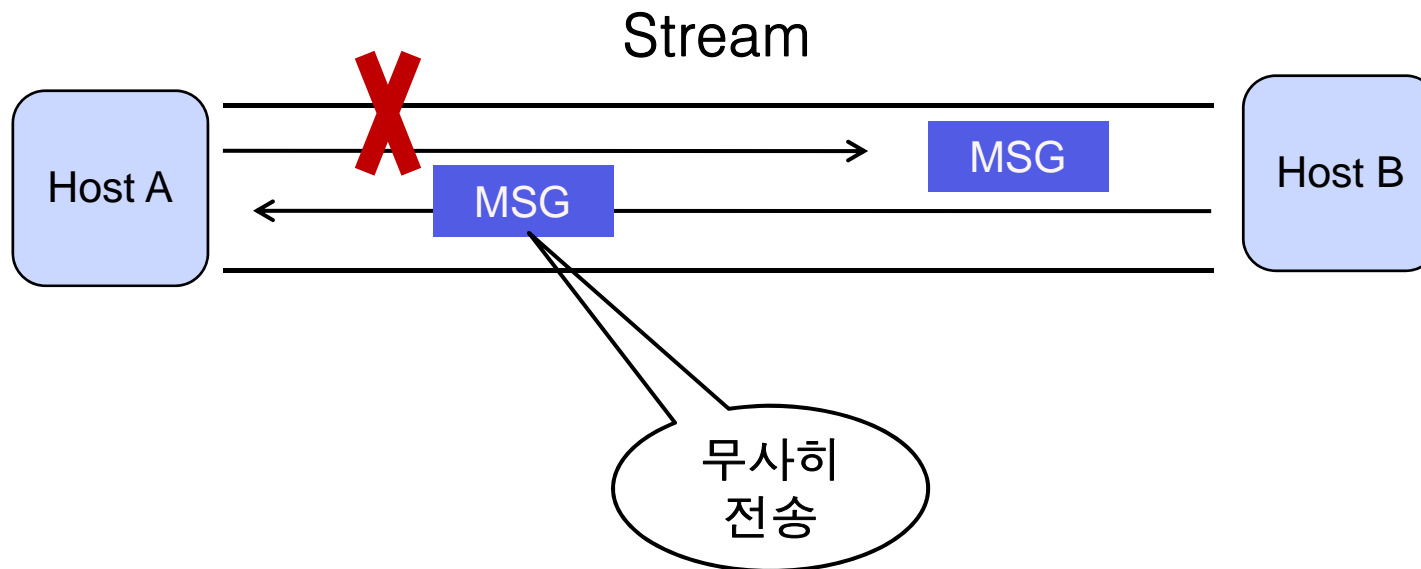 Stream
Host A
MSG
MSG
Host B
무사히
전송